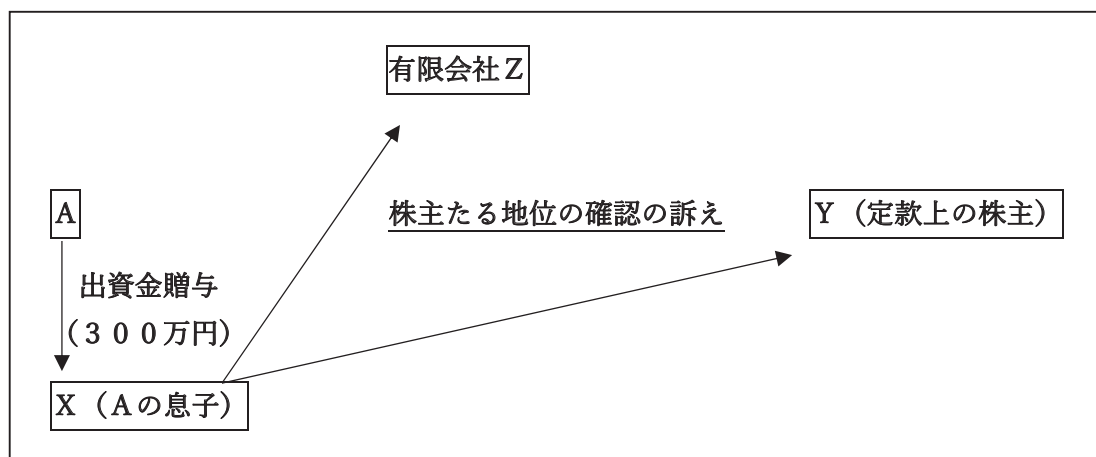 有限会社Z
A
株主たる地位の確認の訴え
Y（定款上の株主）
出資金贈与
（３００万円）
X（Aの息子）